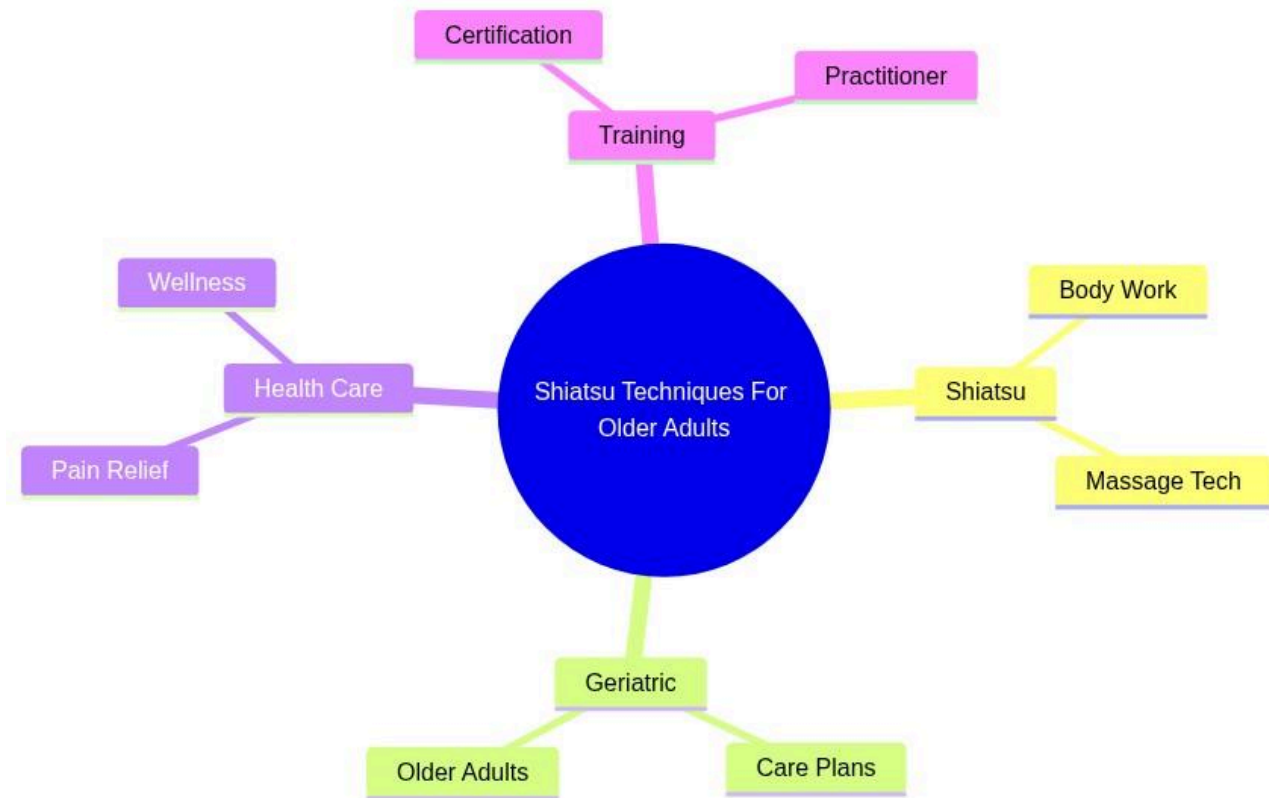 Certification
Practitioner
Training
Wellness
Body Work
Health Care
Shiatsu
Shiatsu Techniques For
Older Adults
Pain Relief
Massage Tech
Geriatric
Older Adults
Care Plans